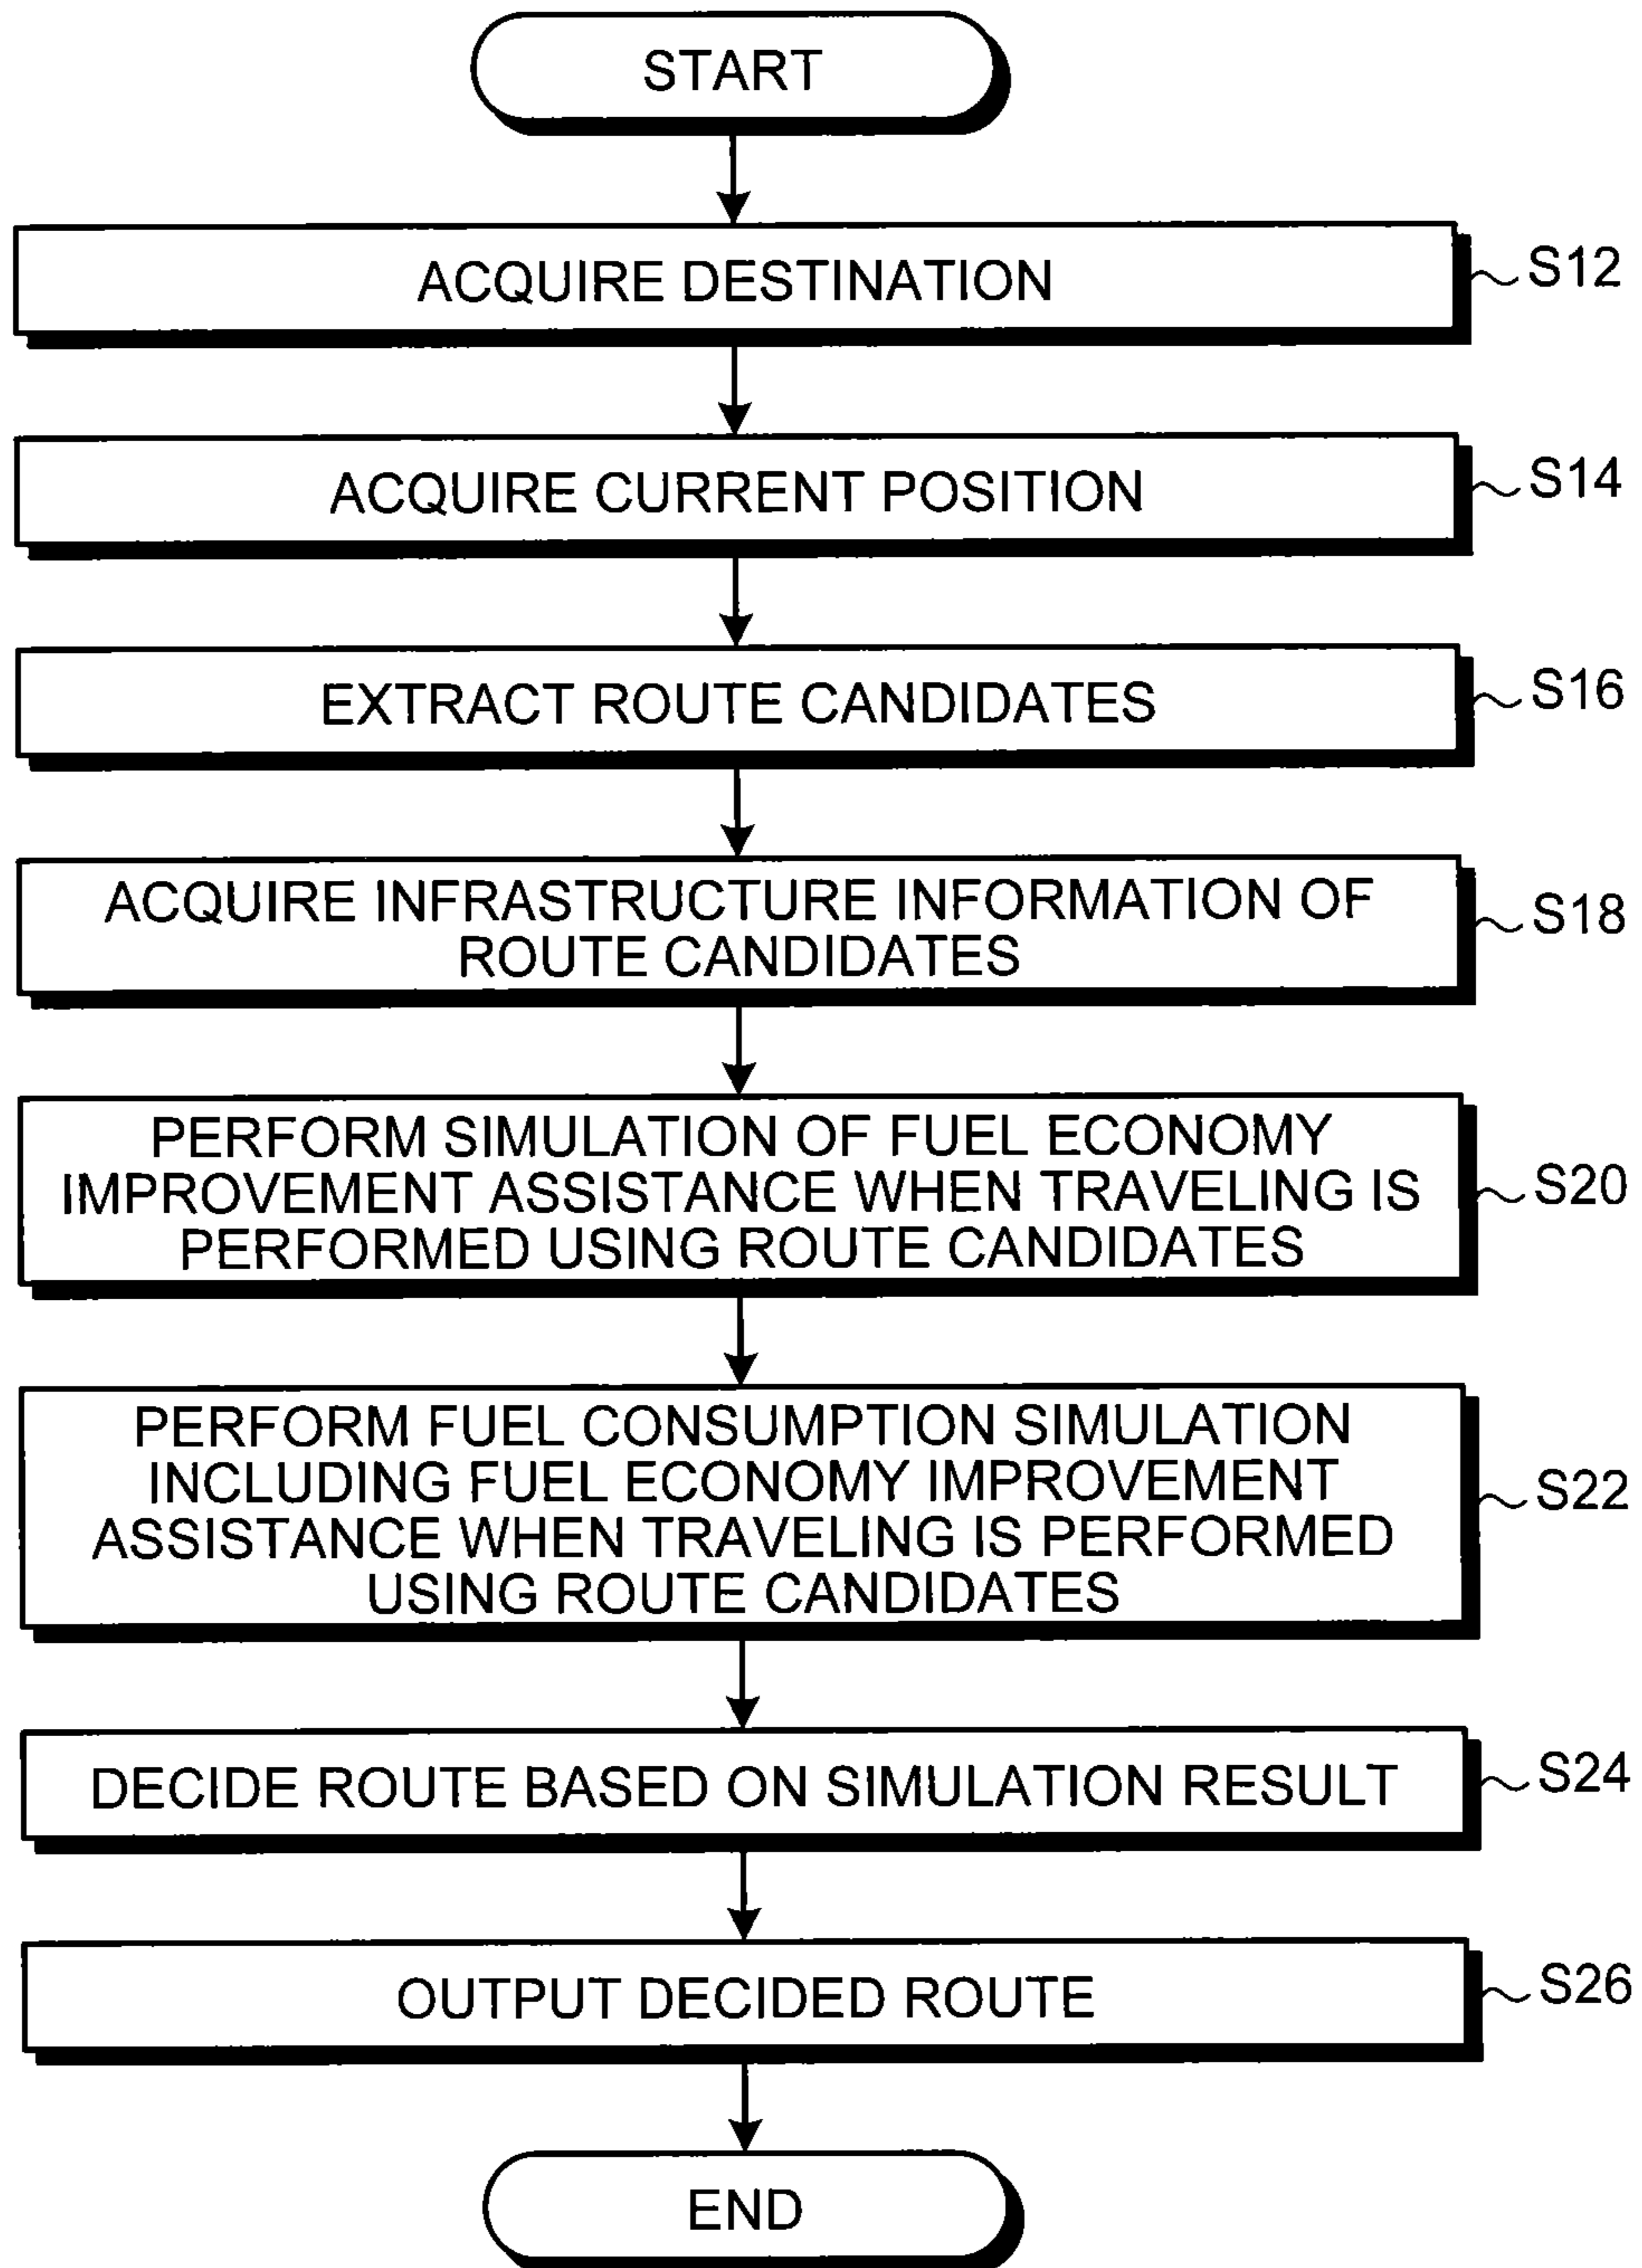 START
ACQUIRE DESTINATION
S12
ACQUIRE CURRENT POSITION
S14
EXTRACT ROUTE CANDIDATES
S16
ACQUIRE INFRASTRUCTURE INFORMATION OF
ROUTE CANDIDATES
S18
PERFORM SIMULATION OF FUEL ECONOMY
IMPROVEMENT ASSISTANCE WHEN TRAVELING IS
PERFORMED USING ROUTE CANDIDATES
S20
PERFORM FUEL CONSUMPTION SIMULATION
INCLUDING FUEL ECONOMY IMPROVEMENT
ASSISTANCE WHEN TRAVELING IS PERFORMED
USING ROUTE CANDIDATES
S22
DECIDE ROUTE BASED ON SIMULATION RESULT
S24
OUTPUT DECIDED ROUTE
S26
END